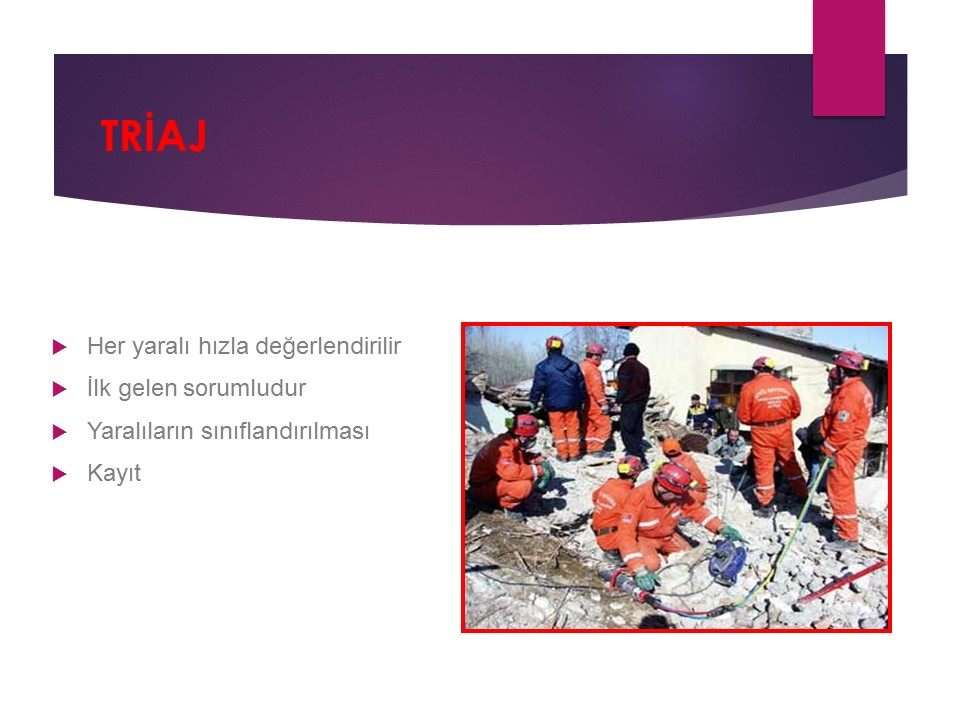 TRİAJ
Her yaralı hızla değerlendirilir
İlk gelen sorumludur
Yaralıların sınıflandırılması
Kayıt